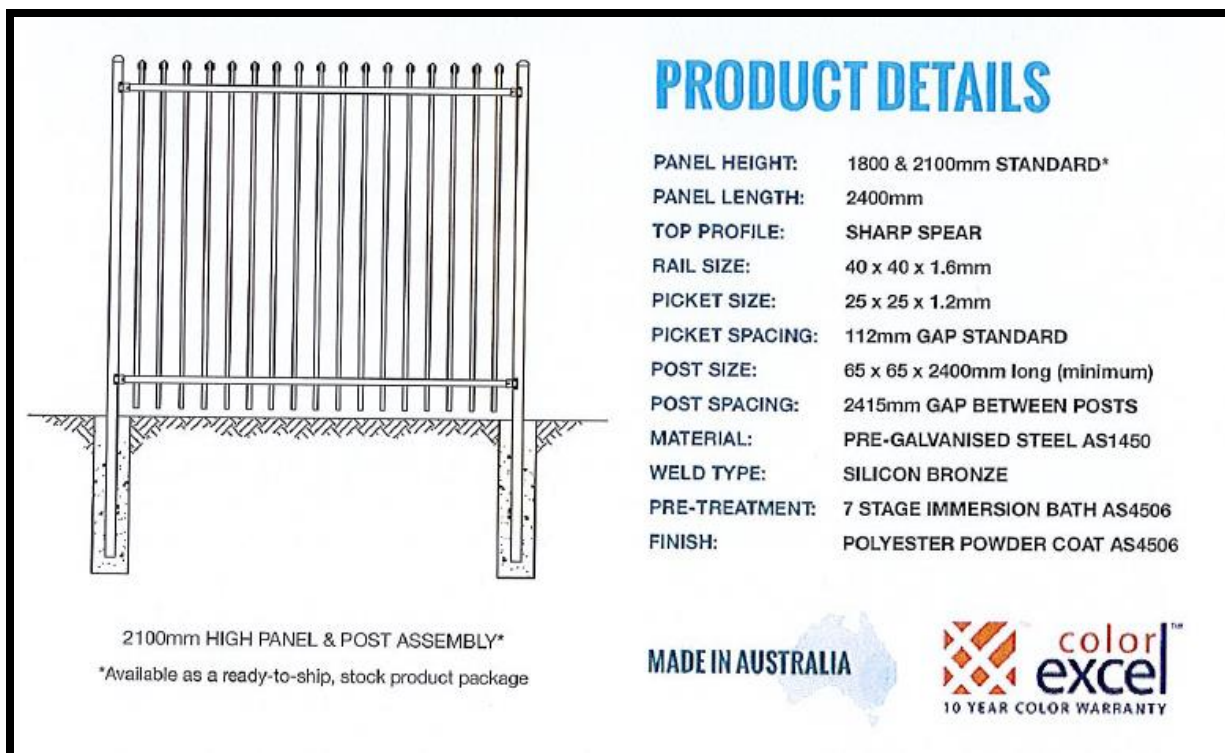 PRODUCT DETAILS
PANEL HEIGHT: 1800 & 2100mm STANDARD*
PANEL LENGTH: 2400mm
TOP PROFILE: SHARP SPEAR
RAIL SIZE: 40 x 40 x 1.6mm
PICKET SIZE: 25 x 25 x 1.2mm
PICKET SPACING: 112mm GAP STANDARD
POST SIZE: 65 x 65 x 2400mm long (minimum)
POST SPACING: 2415mm GAP BETWEEN POSTS
MATERIAL: PRE-GALVANISED STEEL AS1450
WELD TYPE: SILICON BRONZE
PRE-TREATMENT: 7 STAGE IMMERSION BATH AS4506
FINISH: POLYESTER POWDER COAT AS4506
2100mm HIGH PANEL & POST ASSEMBLY*
*Available as a ready-to-ship, stock product package
MADE IN AUSTRALIA
color™
excel
10 YEAR COLOR WARRANTY